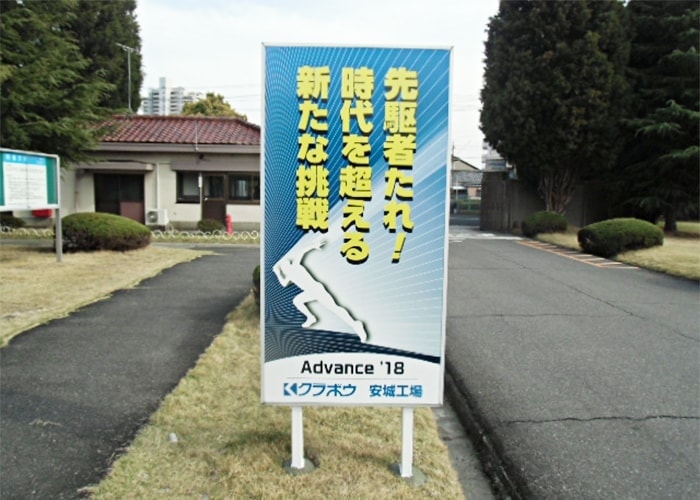 先駆者たれ!
時代を超える
新たな挑戦
Advance '18
クラボウ 安城工場